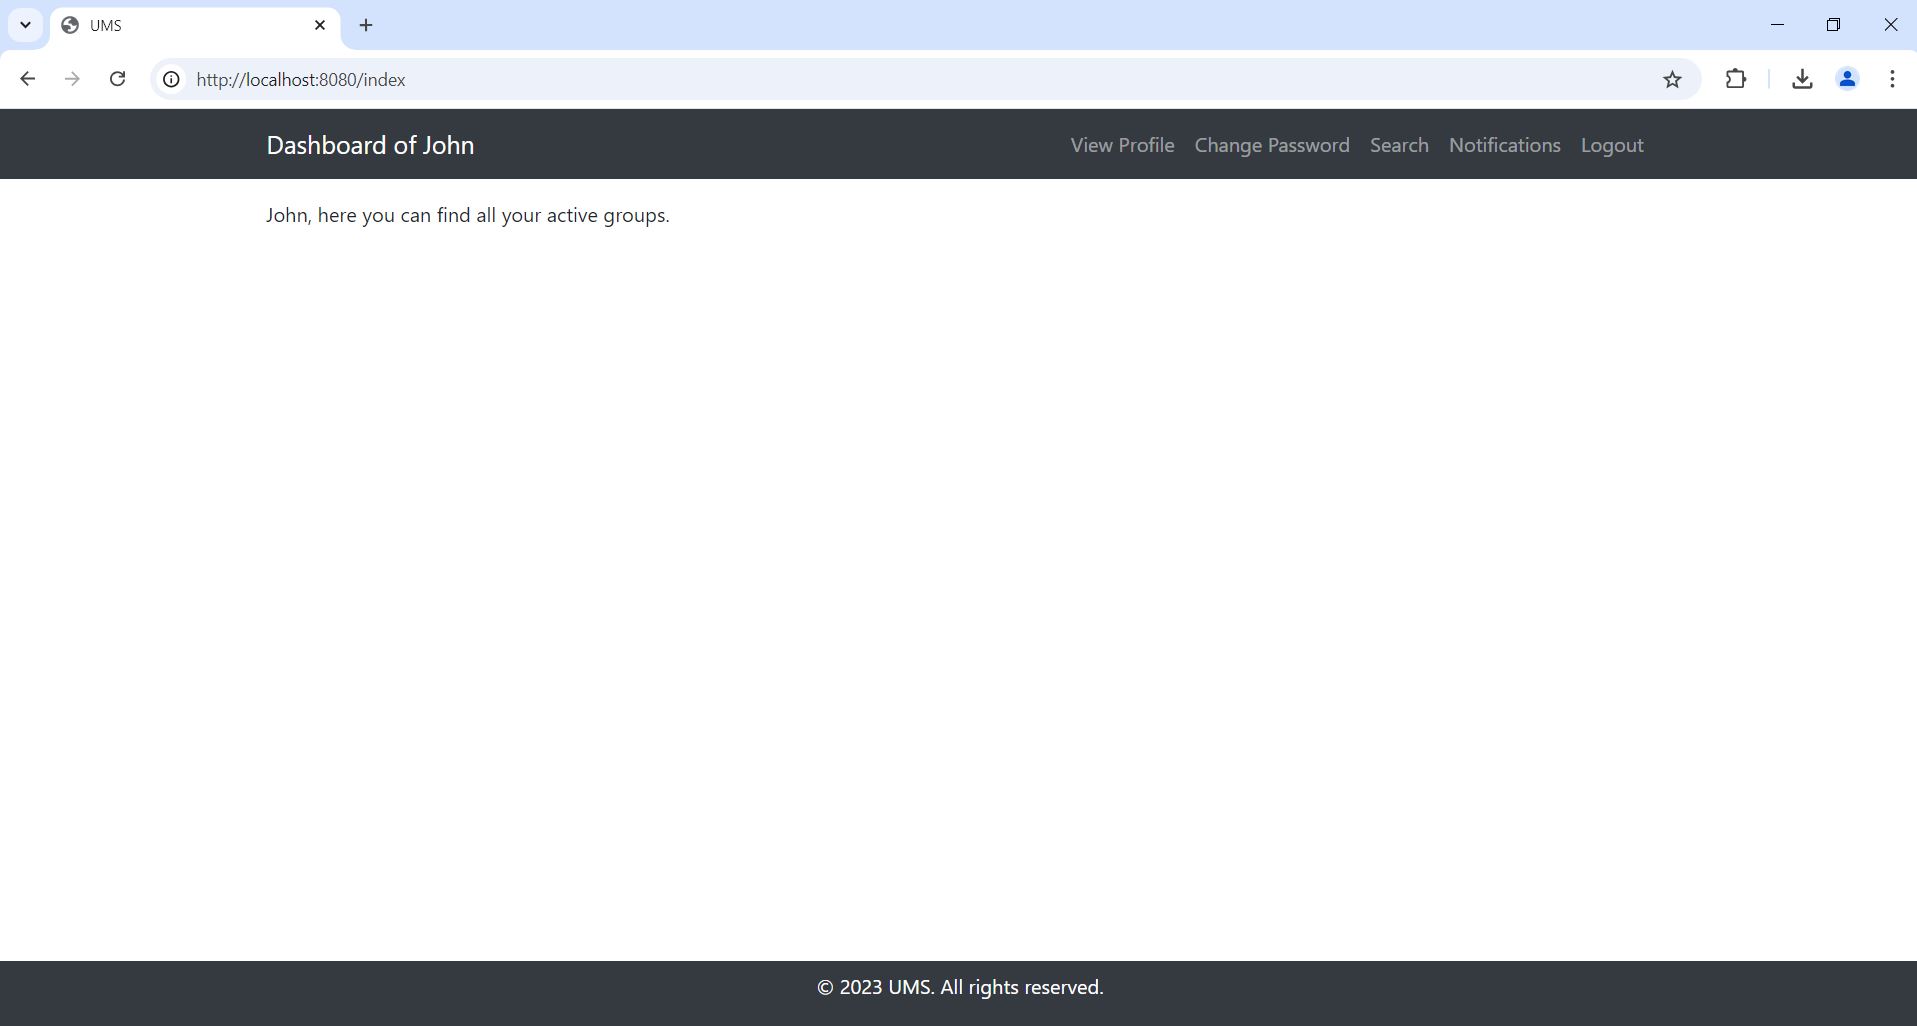 UMS
http://localhost:8080/index
Dashboard of John View Profile Change Password Search Notifications Logout
John, here you can find all your active groups.
© 2023 UMS. All rights reserved.